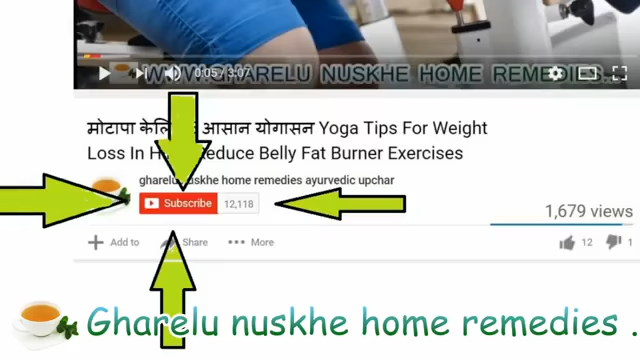 0:05 / 3:07
WWW.GHARELU NUSKHE HOME REMEDIES.
मोटापा के आसान योगासन Yoga Tips For Weight
Loss In Reduce Belly Fat Burner Exercises
gharelu nuskhe home remedies ayurvedic upchar
Subscribe 12,118
1,679 views
Add to Share More 12 1
Gharelu nuskhe home remedies .